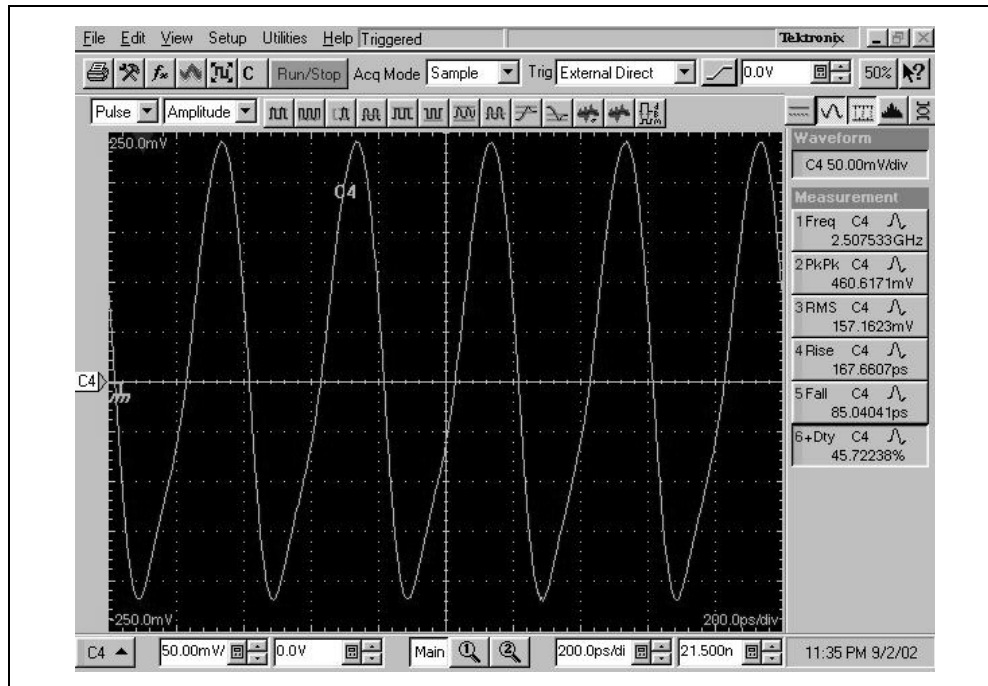 File Edit View Setup Utilities Help Triggered Tektronix
C Run/Stop Acq Mode Sample Trig External Direct 0.0V 50%
Pulse Amplitude
250.0mV
C4
C4
-250.0mV
200.0ps/div
Waveform
C4 50.00mV/div
Measurement
1 Freq C4
2.507533GHz
2 PkPk C4
460.6171mV
3 RMS C4
157.1623mV
4 Rise C4
167.6607ps
5 Fall C4
85.04041ps
6 +Dty C4
45.72238%
C4 50.00mV/ 0.0V Main 1 2 200.0ps/di 21.500n 11:35 PM 9/2/02